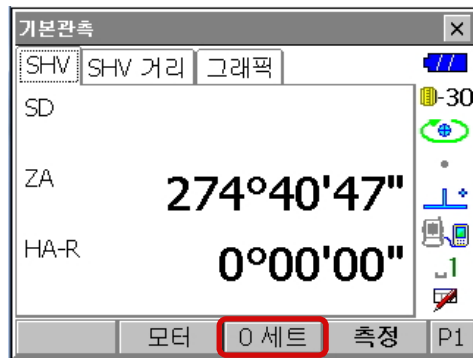 기본관측
SHV SHV 거리 그래픽
SD
-30
ZA 274°40'47"
HA-R 0°00'00"
1
모터 0 세트 측정 P1